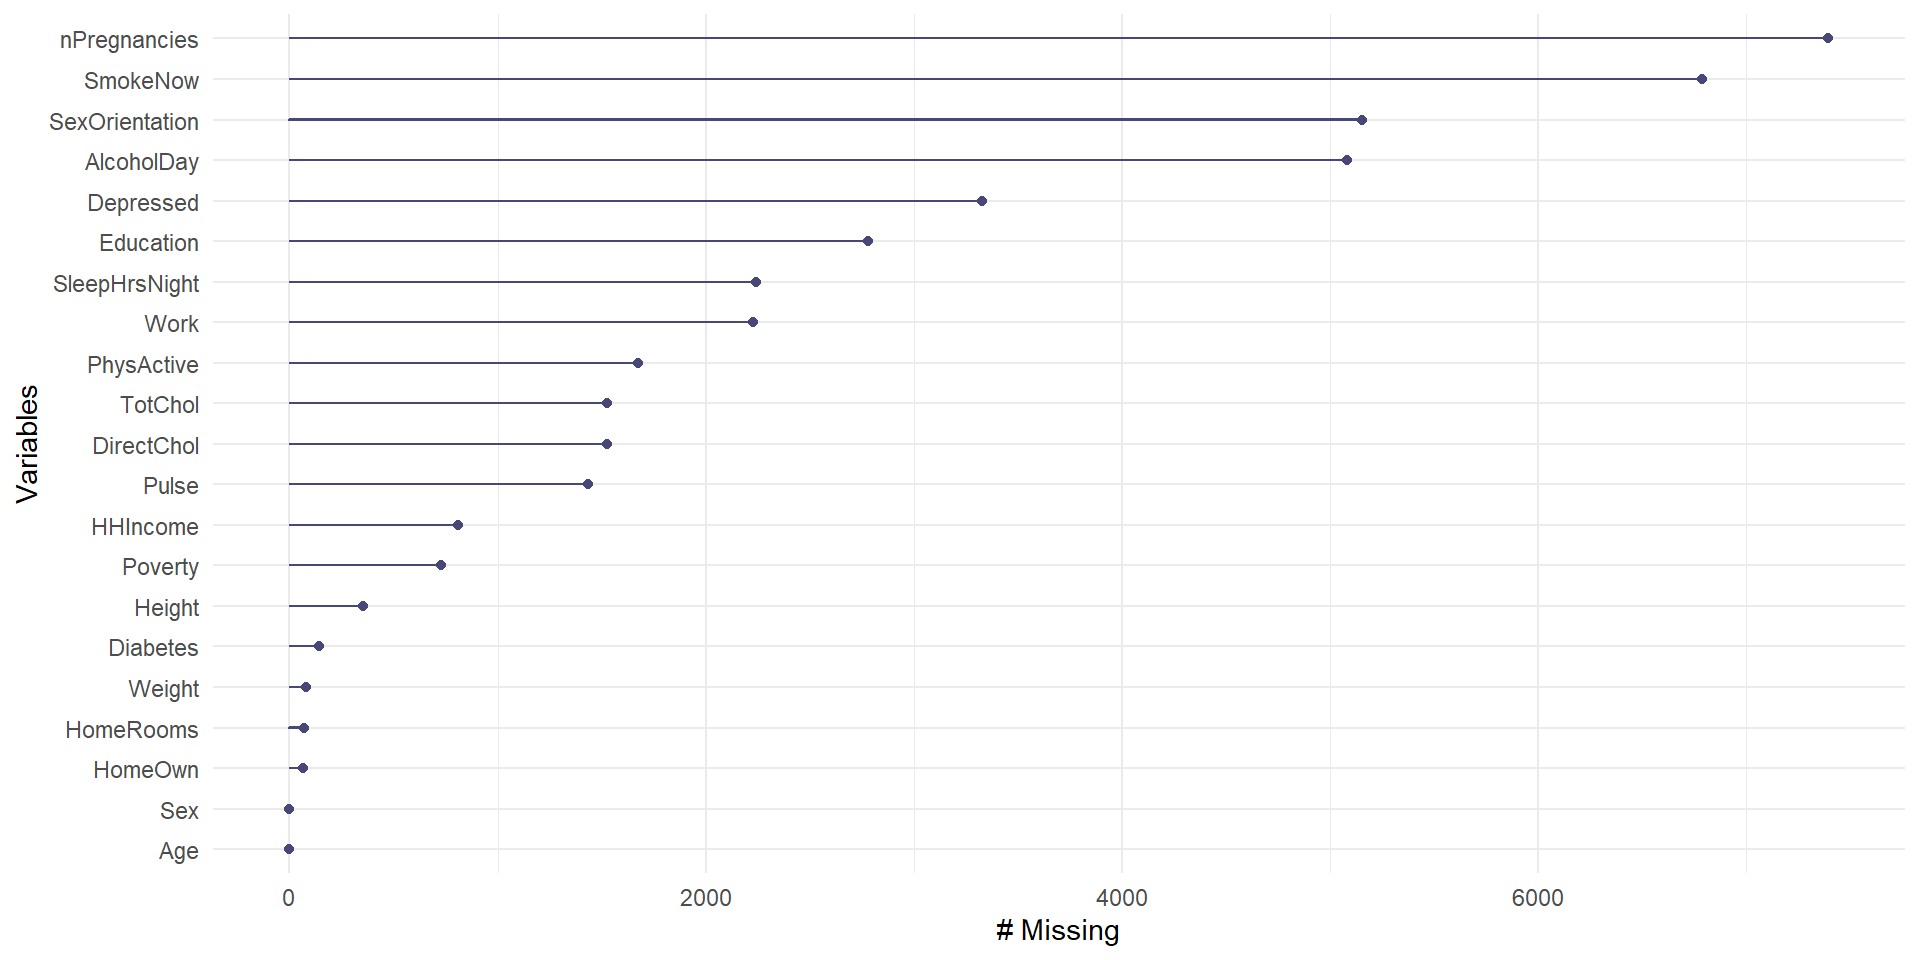 nPregnancies
SmokeNow
SexOrientation
AlcoholDay
Depressed
Education
SleepHrsNight
Work
PhysActive
TotChol
DirectChol
Pulse
HHIncome
Poverty
Height
Diabetes
Weight
HomeRooms
HomeOwn
Sex
Age
Variables
0 2000 4000 6000
# Missing